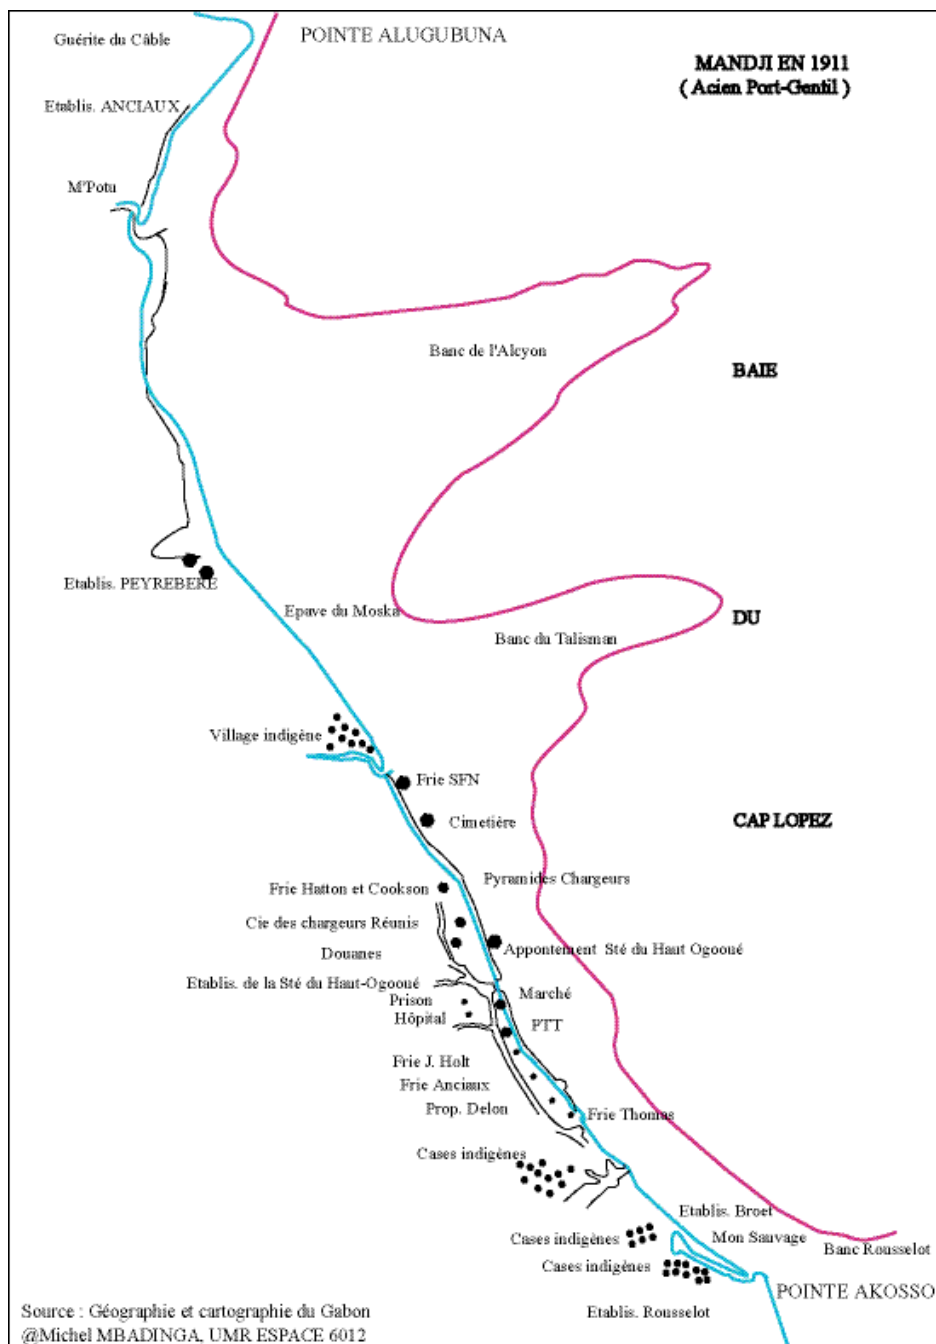 Guérite du Câble
POINTE ALUGUBUNA
MANDJI EN 1911
( Acien Port-Gentil )
Etablis. ANCIAUX
M'Potu
Banc de l'Alcyon
BAIE
Etablis. PEYREBERE
Epave du Moska
Banc du Talisman
DU
Village indigène
Frie SFN
Cimetière
CAP LOPEZ
Pyramides Chargeurs
Frie Hatton et Cookson
Cie des chargeurs Réunis
Douanes
Appontement Sté du Haut Ogooué
Etablis. de la Sté du Haut-Ogooué
Marché
Prison
Hôpital
PTT
Frie J. Holt
Frie Anciaux
Prop. Delon
Frie Thomas
Cases indigènes
Etablis. Broet
Mon Sauvage
Cases indigènes
Banc Rousselot
Cases indigènes
POINTE AKOSSO
Etablis. Rousselot
Source : Géographie et cartographie du Gabon
@Michel MBADINGA, UMR ESPACE 6012